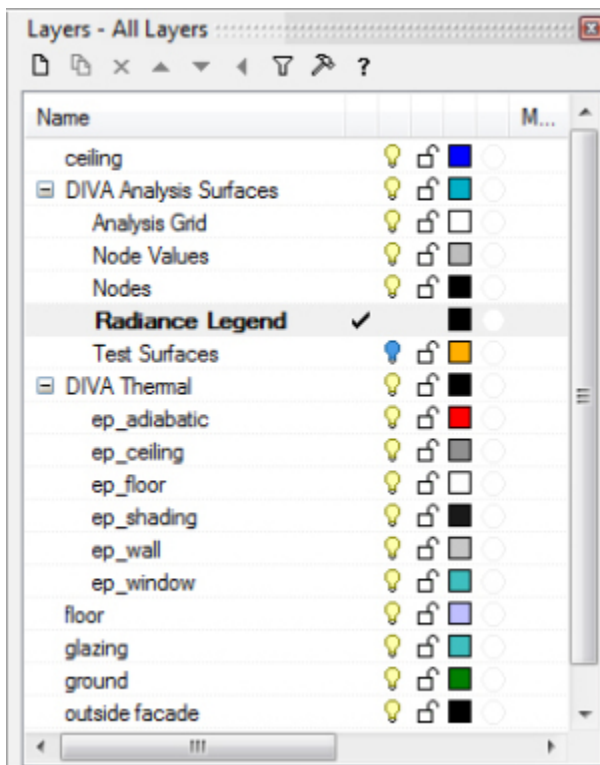 Layers - All Layers
?
Name M...
ceiling
DIVA Analysis Surfaces
Analysis Grid
Node Values
Nodes
Radiance Legend
Test Surfaces
DIVA Thermal
ep_adiabatic
ep_ceiling
ep_floor
ep_shading
ep_wall
ep_window
floor
glazing
ground
outside facade